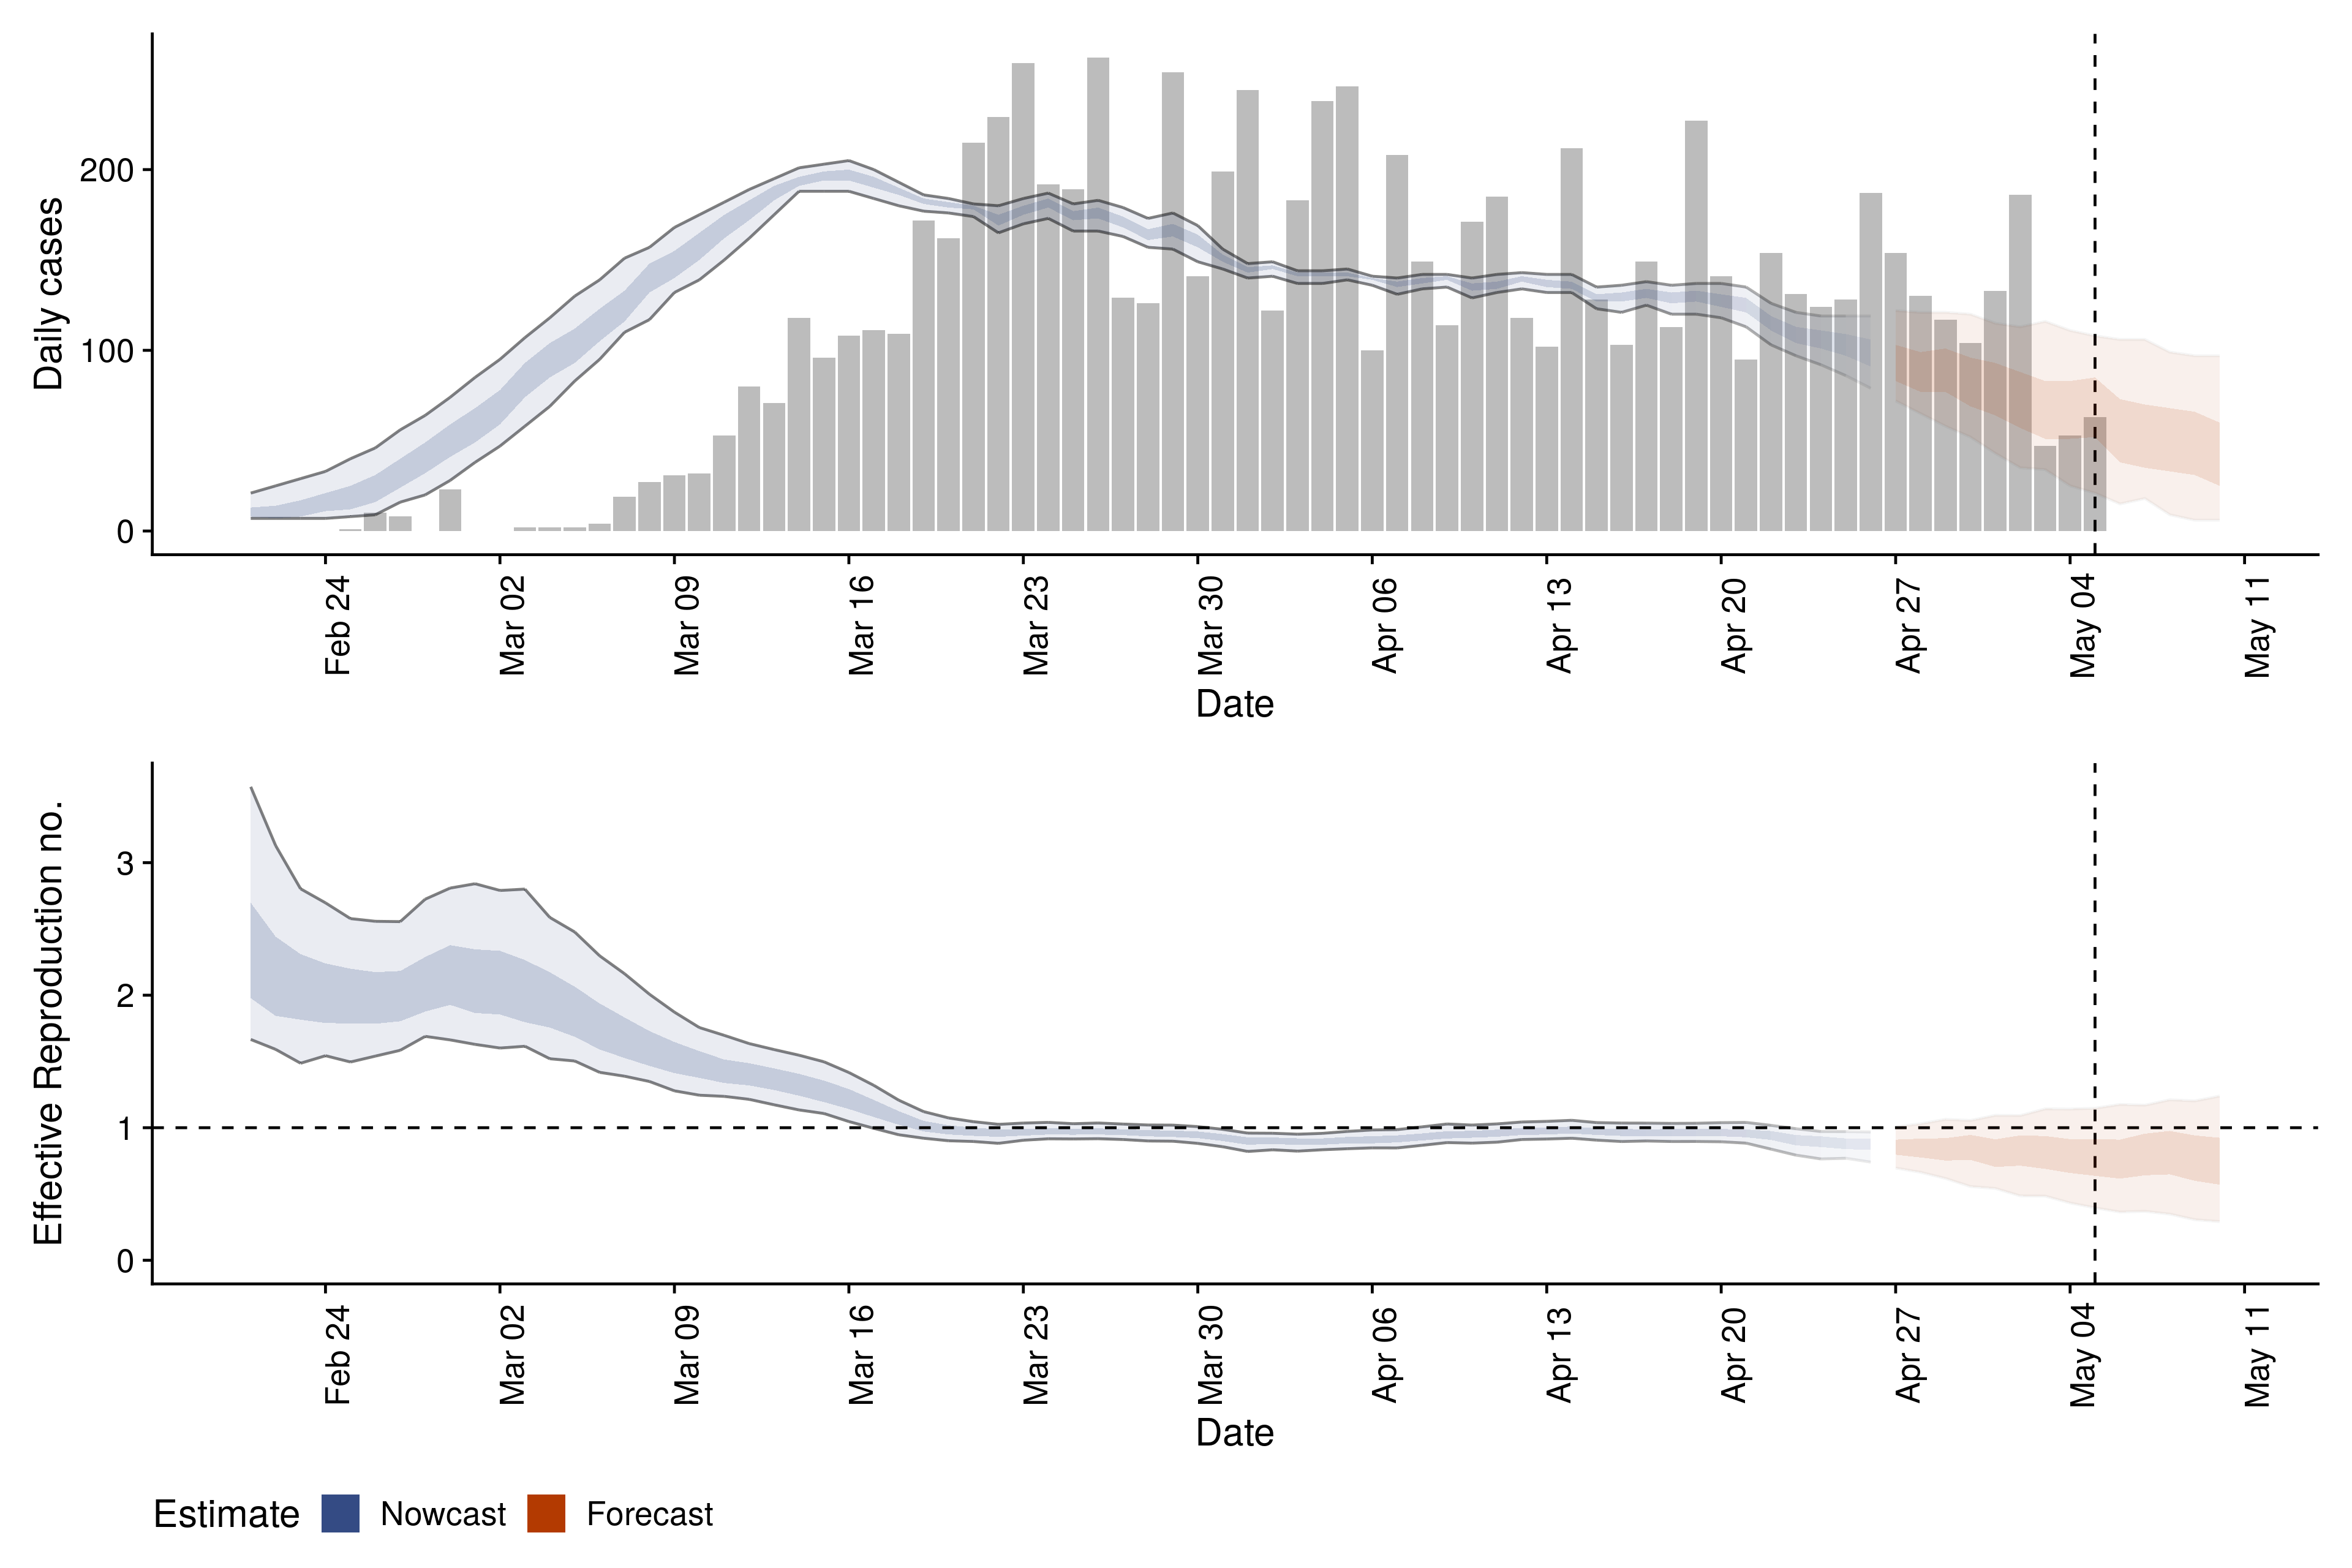 Daily cases
200
100
0
Feb 24
Mar 02
Mar 09
Mar 16
Mar 23
Mar 30
Apr 06
Apr 13
Apr 20
Apr 27
May 04
May 11
Date
Effective Reproduction no.
3
2
1
0
Feb 24
Mar 02
Mar 09
Mar 16
Mar 23
Mar 30
Apr 06
Apr 13
Apr 20
Apr 27
May 04
May 11
Date
Estimate Nowcast Forecast